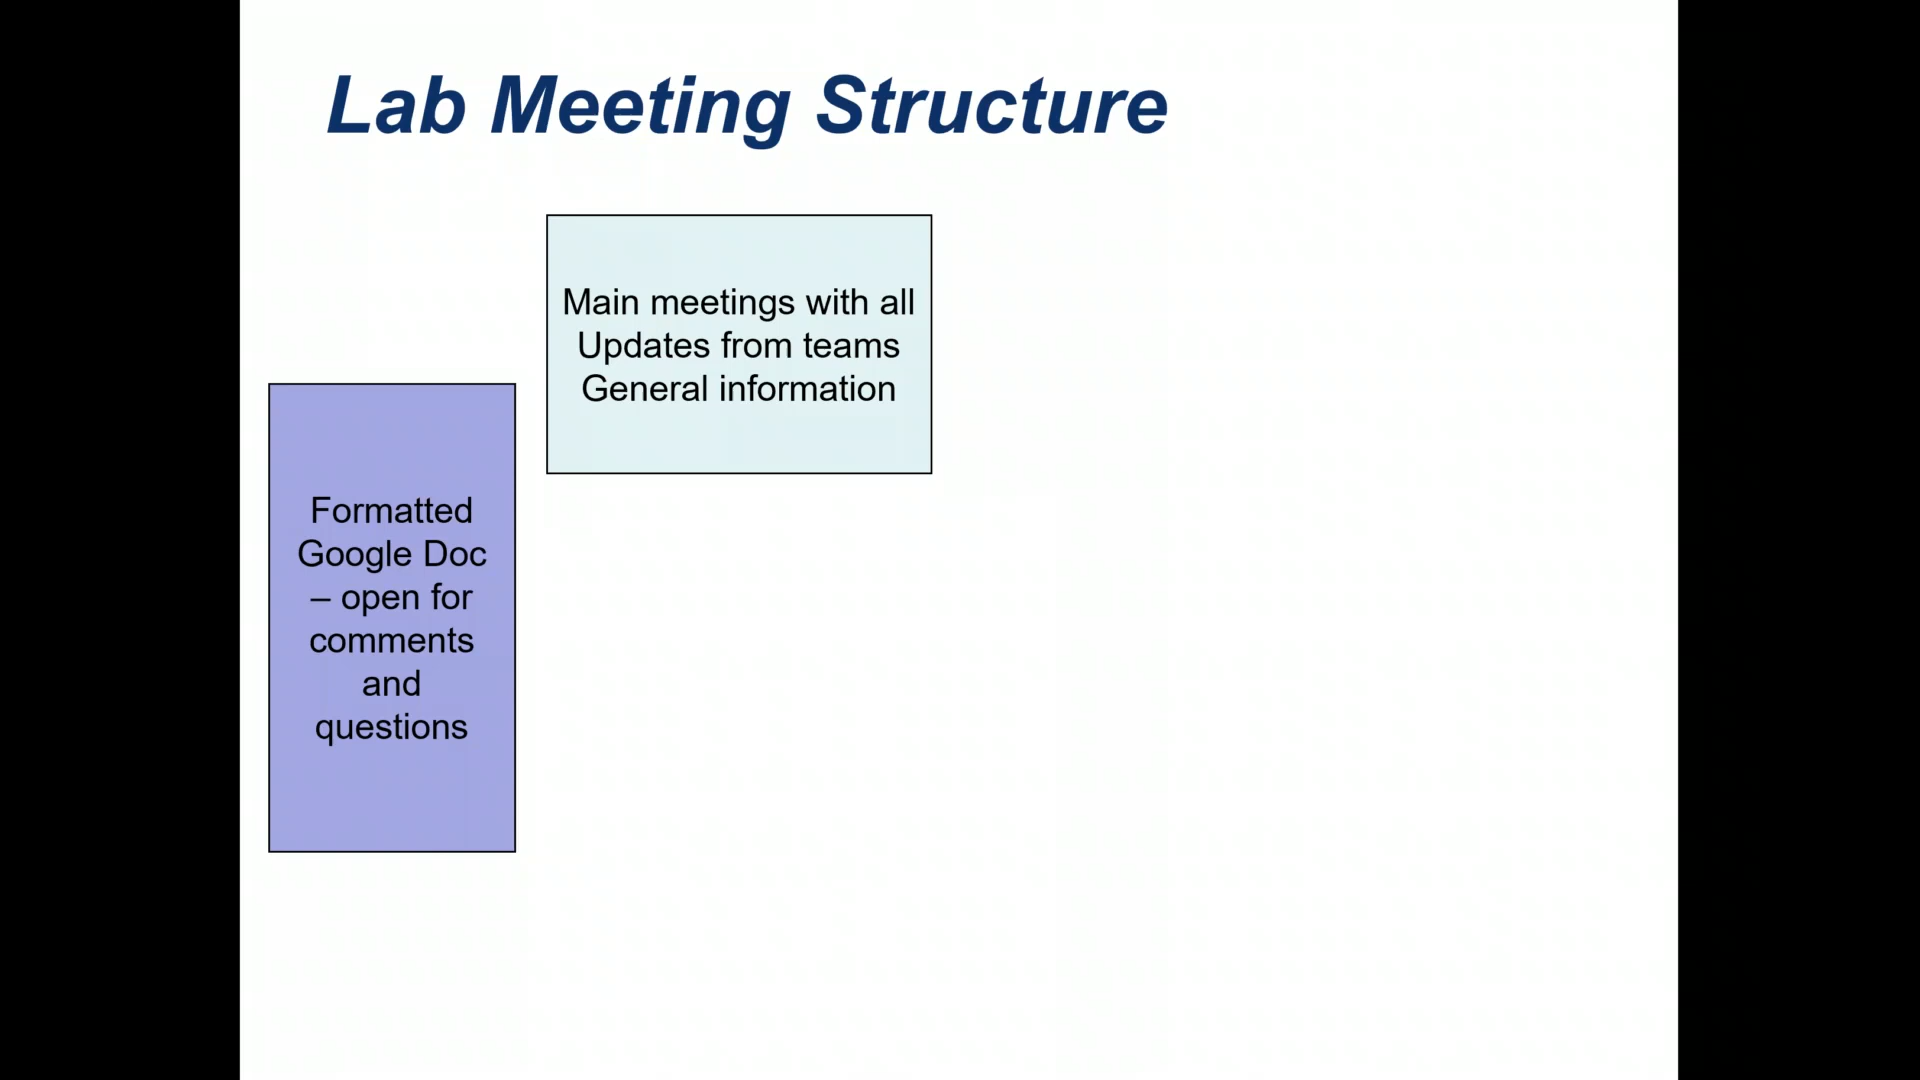 Lab Meeting Structure
Main meetings with all
Updates from teams
General information
Formatted
Google Doc
– open for
comments
and
questions